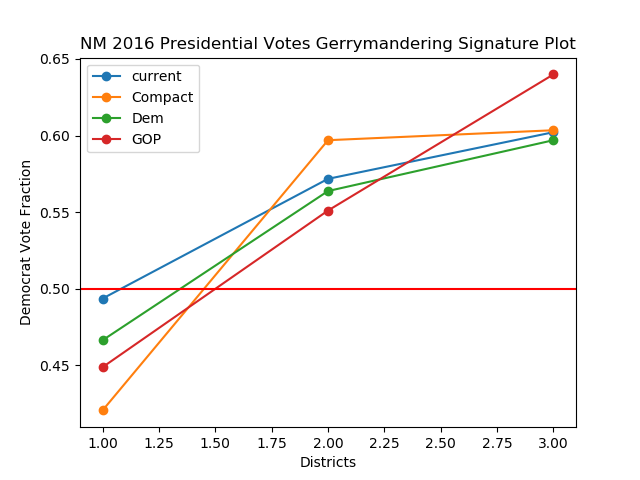 NM 2016 Presidential Votes Gerrymandering Signature Plot
current
Compact
Dem
GOP
Democrat Vote Fraction
0.65
0.60
0.55
0.50
0.45
1.00 1.25 1.50 1.75 2.00 2.25 2.50 2.75 3.00
Districts